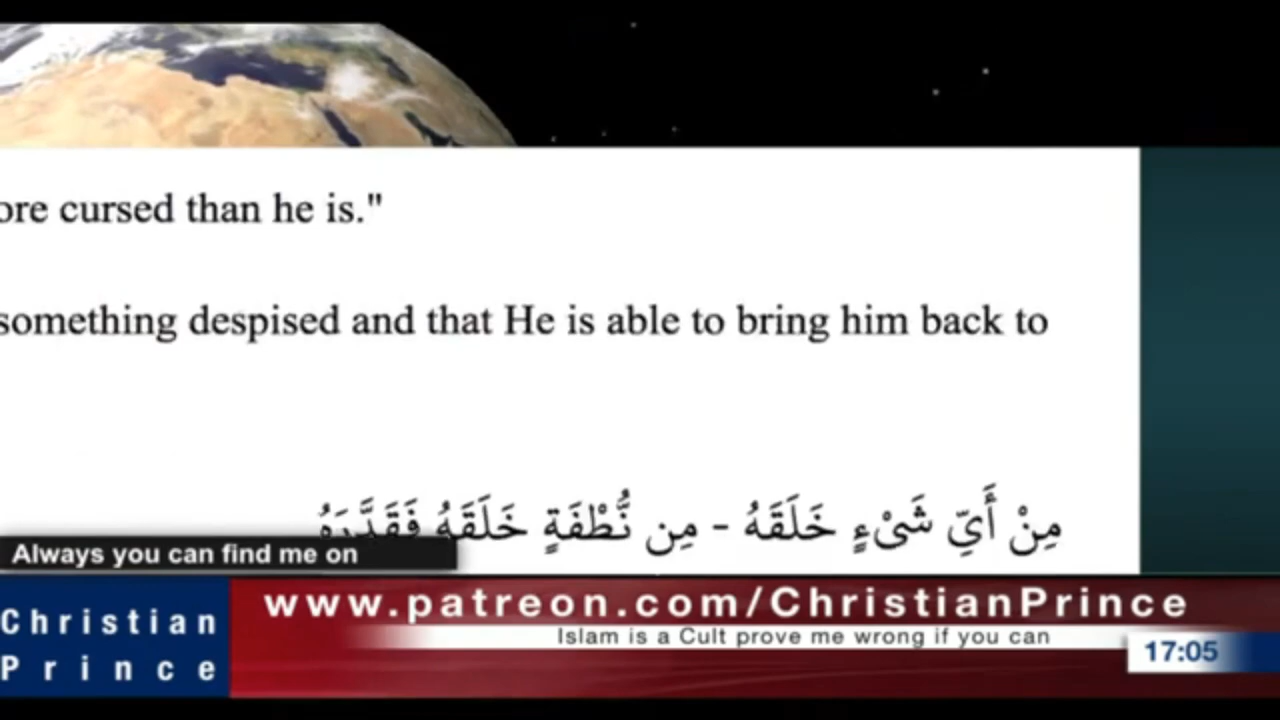 ore cursed than he is."
something despised and that He is able to bring him back to
مِنْ أَيِّ شَىْءٍ خَلَقَهُ - مِن نُّطْفَةٍ خَلَقَهُ فَقَدَّرَهُ
Always you can find me on
www.patreon.com/ChristianPrince
Christian
Prince
Islam is a Cult prove me wrong if you can
17:05